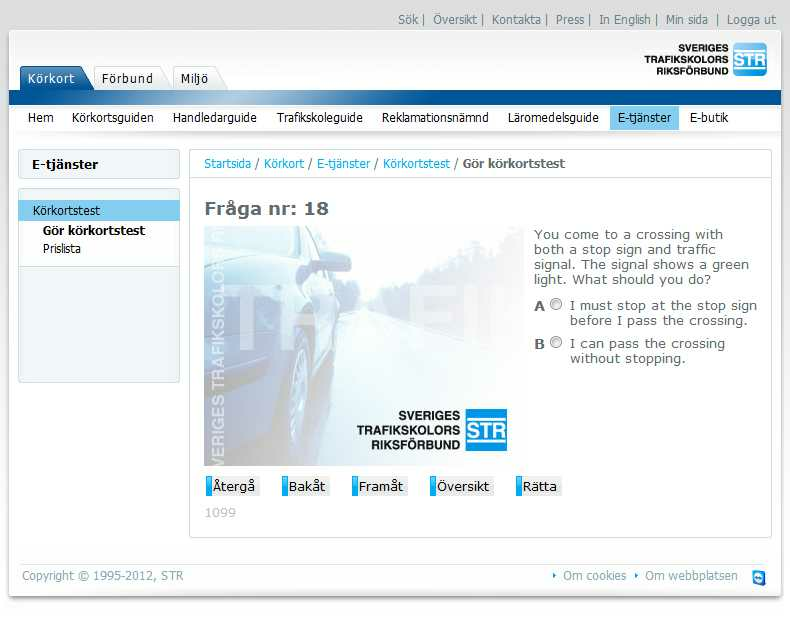 Sök | Översikt | Kontakta | Press | In English | Min sida | Logga ut
SVERIGES
TRAFIKSKOLORS
RIKSFÖRBUND
STR
Körkort Förbund Miljö
Hem Körkortsguiden Handledarguide Trafikskoleguide Reklamationsnämnd Läromedelsguide E-tjänster E-butik
E-tjänster
Körkortstest
Gör körkortstest
Prislista
Startsida / Körkort / E-tjänster / Körkortstest / Gör körkortstest
Fråga nr: 18
SVERIGES TRAFIKSKOLOR
TRAFI
SVERIGES
TRAFIKSKOLORS
RIKSFÖRBUND
STR
You come to a crossing with
both a stop sign and traffic
signal. The signal shows a green
light. What should you do?
A I must stop at the stop sign
before I pass the crossing.
B I can pass the crossing
without stopping.
Återgå Bakåt Framåt Översikt Rätta
1099
Copyright © 1995-2012, STR
Om cookies Om webbplatsen